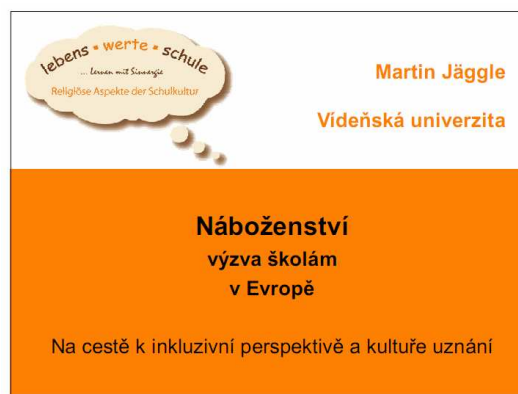 lebens • werte • schule
... Lernen mit Sinnergie
Religiöse Aspekte der Schulkultur
Martin Jäggle
Vídeňská univerzita
Náboženství
výzva školám
v Evropě
Na cestě k inkluzivní perspektivě a kultuře uznání